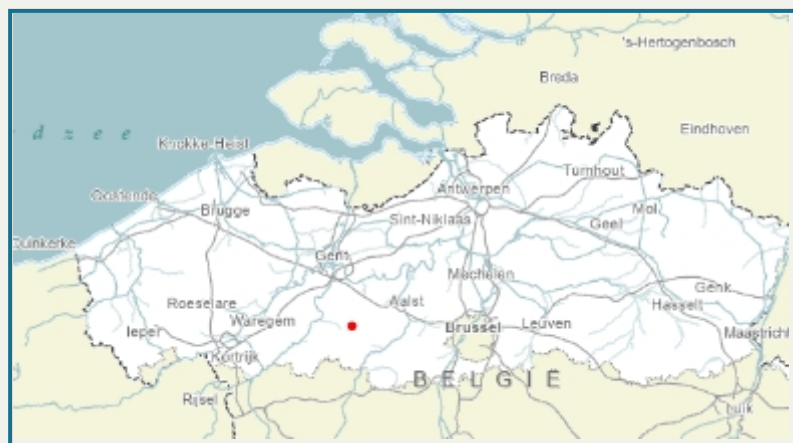 's-Hertogenbosch
Breda
Eindhoven
d z e e
Knokke-Heist
Turnhout
Oostende
Antwerpen
Mol
Brugge
Sint-Niklaas
Geel
Duinkerke
Gent
Mechelen
Genk
Roeselare
Aalst
Hasselt
Waregem
Ieper
Brussel
Leuven
Maastricht
Kortrijk
BELGIË
Rijsel
Luik